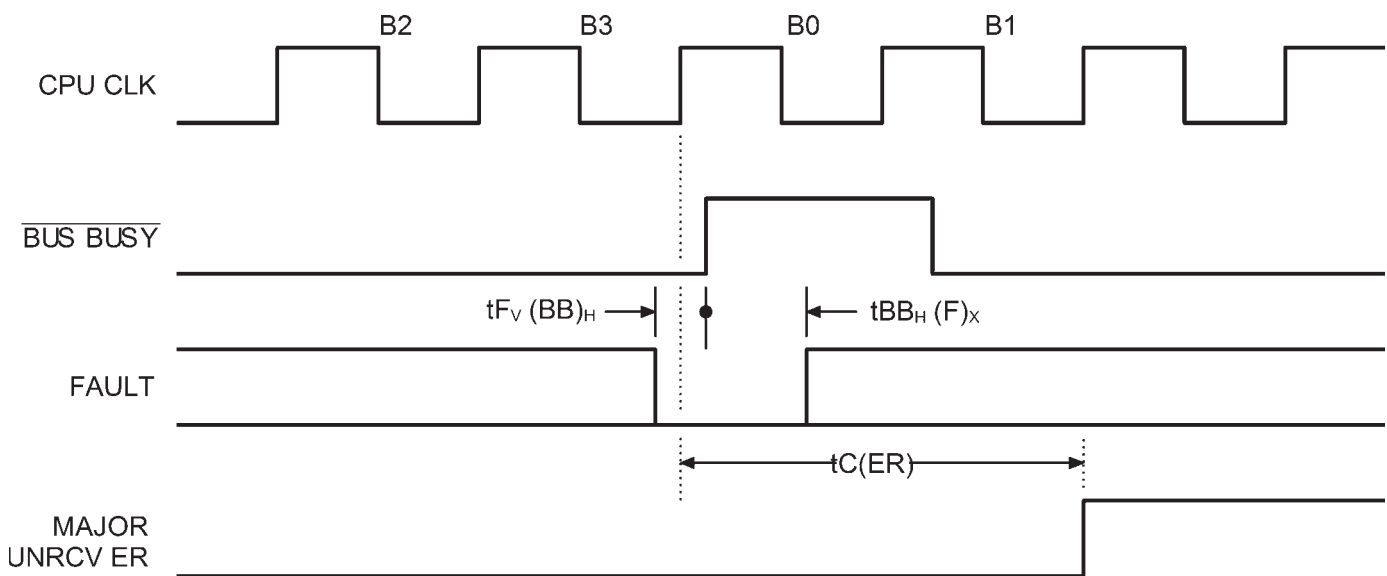 B2 B3 B0 B1
CPU CLK
BUS BUSY
tFV (BB)H
tBBH (F)X
FAULT
tC(ER)
MAJOR
UNRCV ER